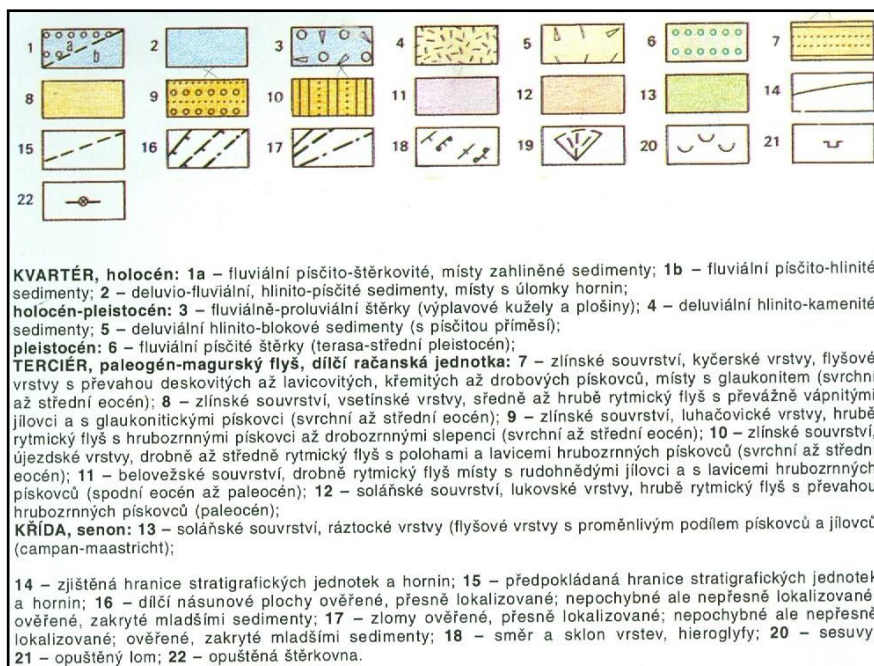 1 a b 2 3 4 5 6 7
8 9 10 11 12 13 14
15 16 17 18 19 20 21
22
KVARTÉR, holocén: 1a – fluviální písčito-štěrkovité, místy zahliněné sedimenty; 1b – fluviální písčito-hlinité
sedimenty; 2 – deluvio-fluviální, hlinito-písčité sedimenty, místy s úlomky hornin;
holocén-pleistocén: 3 – fluviálně-proluviální štěrky (výplavové kužely a plošiny); 4 – deluviální hlinito-kamenité
sedimenty; 5 – deluviální hlinito-blokové sedimenty (s písčitou příměsí);
pleistocén: 6 – fluviální písčité štěrky (terasa-střední pleistocén);
TERCIÉR, paleogén-magurský flyš, dílčí račanská jednotka: 7 – zlínské souvrství, kyčerské vrstvy, flyšové
vrstvy s převahou deskovitých až lavicovitých, křemitých až drobových pískovců, místy s glaukonitem (svrchní
až střední eocén); 8 – zlínské souvrství, vsetínské vrstvy, sředně až hrubě rytmický flyš s převážně vápnitými
jílovci a s glaukonitickými pískovci (svrchní až střední eocén); 9 – zlínské souvrství, luhačovické vrstvy, hrubě
rytmický flyš s hrubozrnnými pískovci až drobozrnnými slepenci (svrchní až střední eocén); 10 – zlínské souvrství,
újezdské vrstvy, drobně až středně rytmický flyš s polohami a lavicemi hrubozrnných pískovců (svrchní až střední
eocén); 11 – belovežské souvrství, drobně rytmický flyš místy s rudohnědými jílovci a s lavicemi hrubozrnných
pískovců (spodní eocén až paleocén); 12 – soláňské souvrství, lukovské vrstvy, hrubě rytmický flyš s převahou
hrubozrnných pískovců (paleocén);
KŘÍDA, senon: 13 – soláňské souvrství, ráztocké vrstvy (flyšové vrstvy s proměnlivým podílem pískovců a jílovců
(campan-maastricht);
14 – zjištěná hranice stratigrafických jednotek a hornin; 15 – předpokládaná hranice stratigrafických jednotek
a hornin; 16 – dílčí násunové plochy ověřené, přesně lokalizované; nepochybné ale nepřesně lokalizované
ověřené, zakryté mladšími sedimenty; 17 – zlomy ověřené, přesně lokalizované; nepochybné ale nepřesně
lokalizované; ověřené, zakryté mladšími sedimenty; 18 – směr a sklon vrstev, hieroglyfy; 20 – sesuvy
21 – opuštěný lom; 22 – opuštěná štěrkovna.